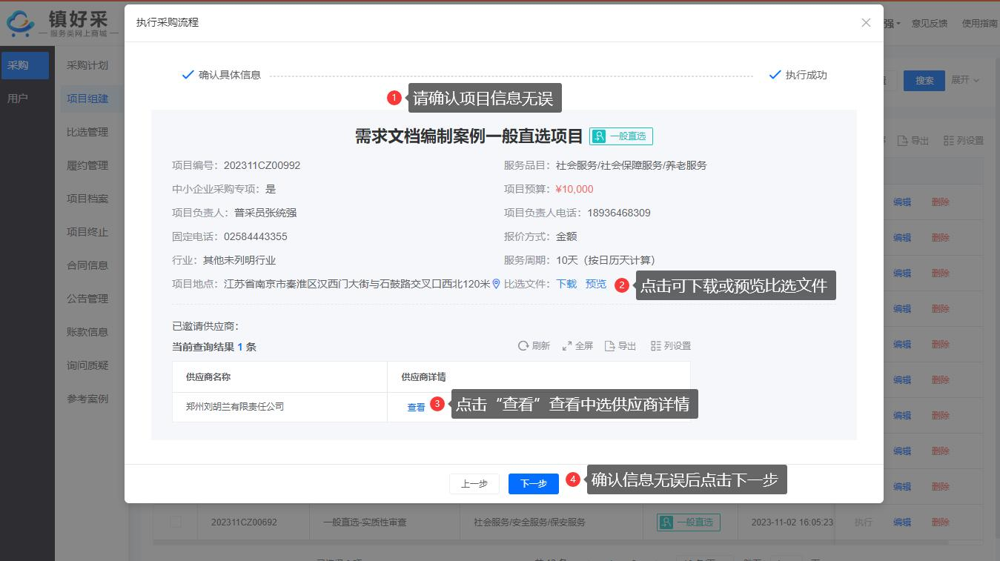 镇好采
服务类网上商城
执行采购流程
强
意见反馈
使用指南
采购
用户
采购计划
项目组建
比选管理
履约管理
项目档案
项目终止
合同信息
公告管理
账款信息
询问质疑
参考案例
搜索
展开
导出
列设置
确认具体信息
执行成功
1 请确认项目信息无误
需求文档编制案例一般直选项目 一般直选
项目编号：202311CZ00992
服务品目：社会服务/社会保障服务/养老服务
中小企业采购专项：是
项目预算：¥10,000
项目负责人：普采员张统强
项目负责人电话：18936468309
固定电话：02584443355
报价方式：金额
行业：其他未列明行业
服务周期：10天（按日历天计算）
项目地点：江苏省南京市秦淮区汉西门大街与石鼓路交叉口西北120米
比选文件：下载 预览
2 点击可下载或预览比选文件
已邀请供应商：
当前查询结果 1 条
刷新 全屏 导出 列设置
供应商名称 供应商详情
郑州刘胡兰有限责任公司 查看
3 点击“查看”查看中选供应商详情
上一步 下一步
4 确认信息无误后点击下一步
编辑 删除
编辑 删除
编辑 删除
编辑 删除
编辑 删除
编辑 删除
编辑 删除
编辑 删除
编辑 删除
202311CZ00692 一般直选-实质性审查 社会服务/安全服务/保安服务 一般直选 2023-11-02 16:05:23 执行 编辑 删除